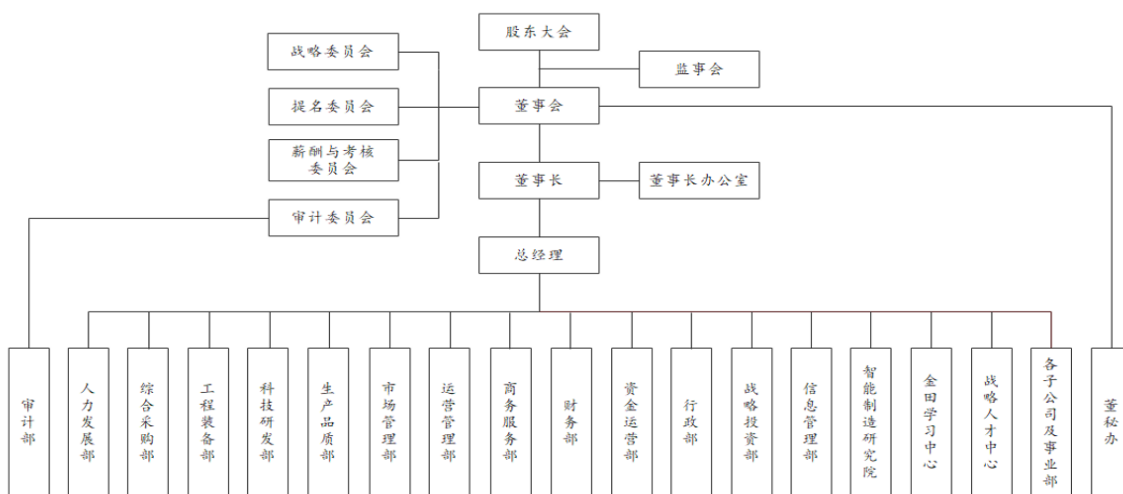 股东大会
战略委员会
监事会
提名委员会
董事会
薪酬与考核
委员会
董事长
董事长办公室
审计委员会
总经理
审计部
人力发展部
综合采购部
工程装备部
科技研发部
生产品质部
市场管理部
运营管理部
商务服务部
财务部
资金运营部
行政部
战略投资部
信息管理部
智能制造研究院
金田学习中心
战略人才中心
各子公司及事业部
董秘办